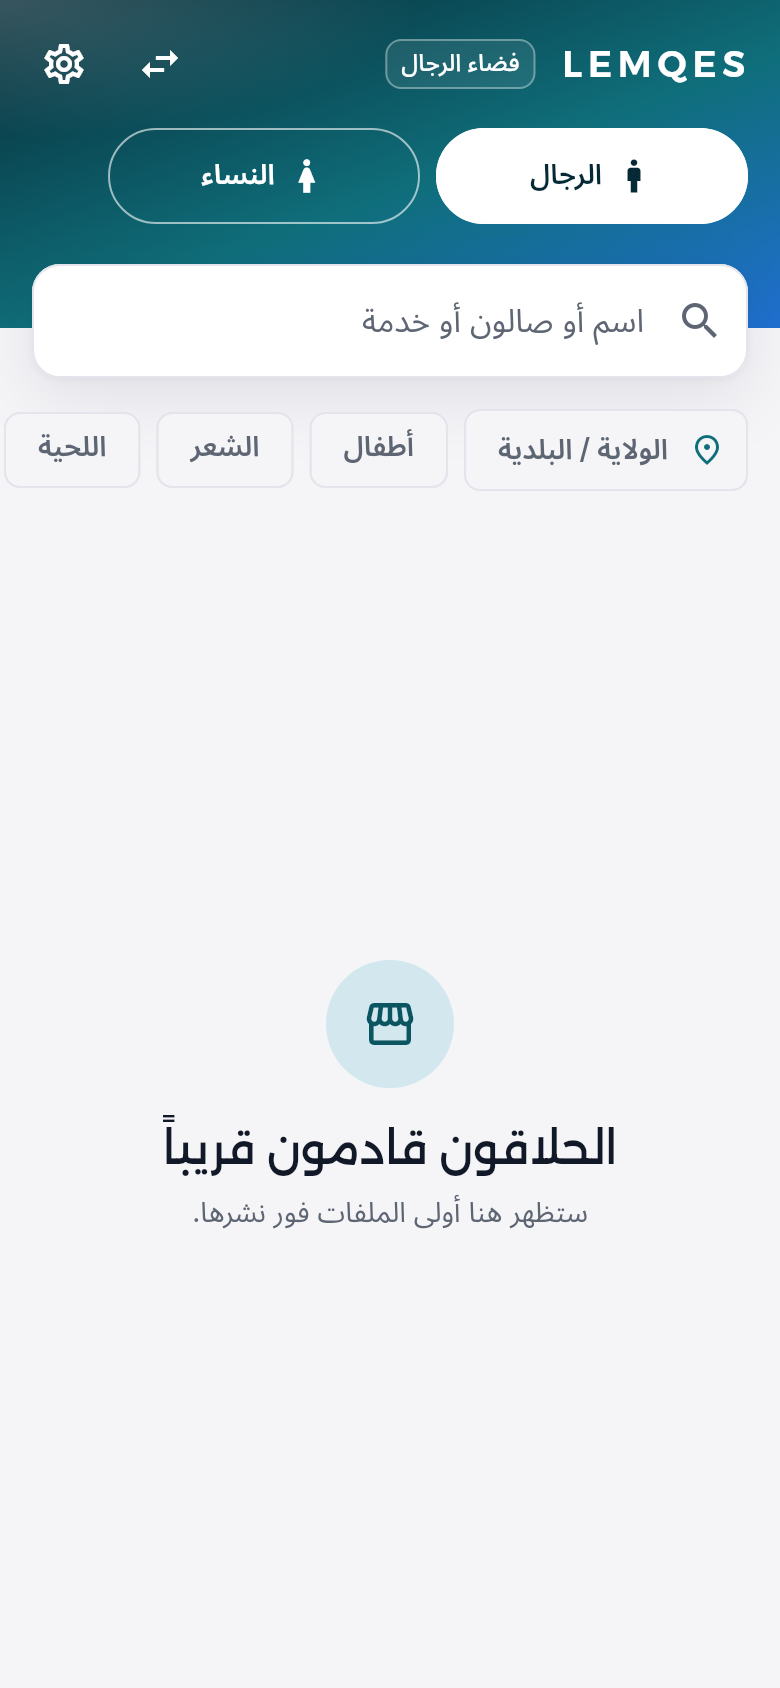 LEMQES
فضاء الرجال
الرجال
النساء
اسم أو صالون أو خدمة
الولاية / البلدية
أطفال
الشعر
اللحية
الحلاقون قادمون قريباً
ستظهر هنا أولى الملفات فور نشرها.